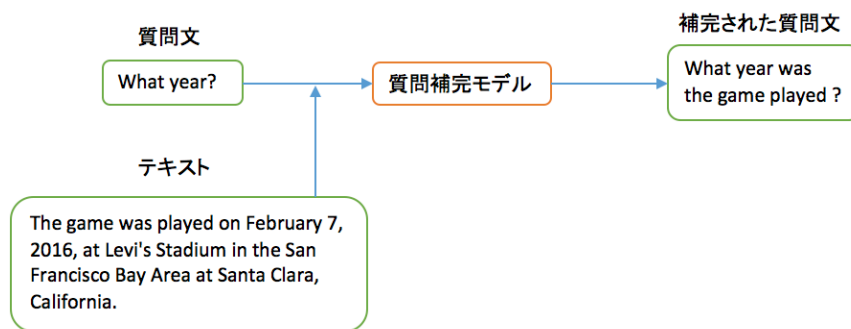 質問文
What year?
質問補完モデル
補完された質問文
What year was
the game played ?
テキスト
The game was played on February 7,
2016, at Levi's Stadium in the San
Francisco Bay Area at Santa Clara,
California.